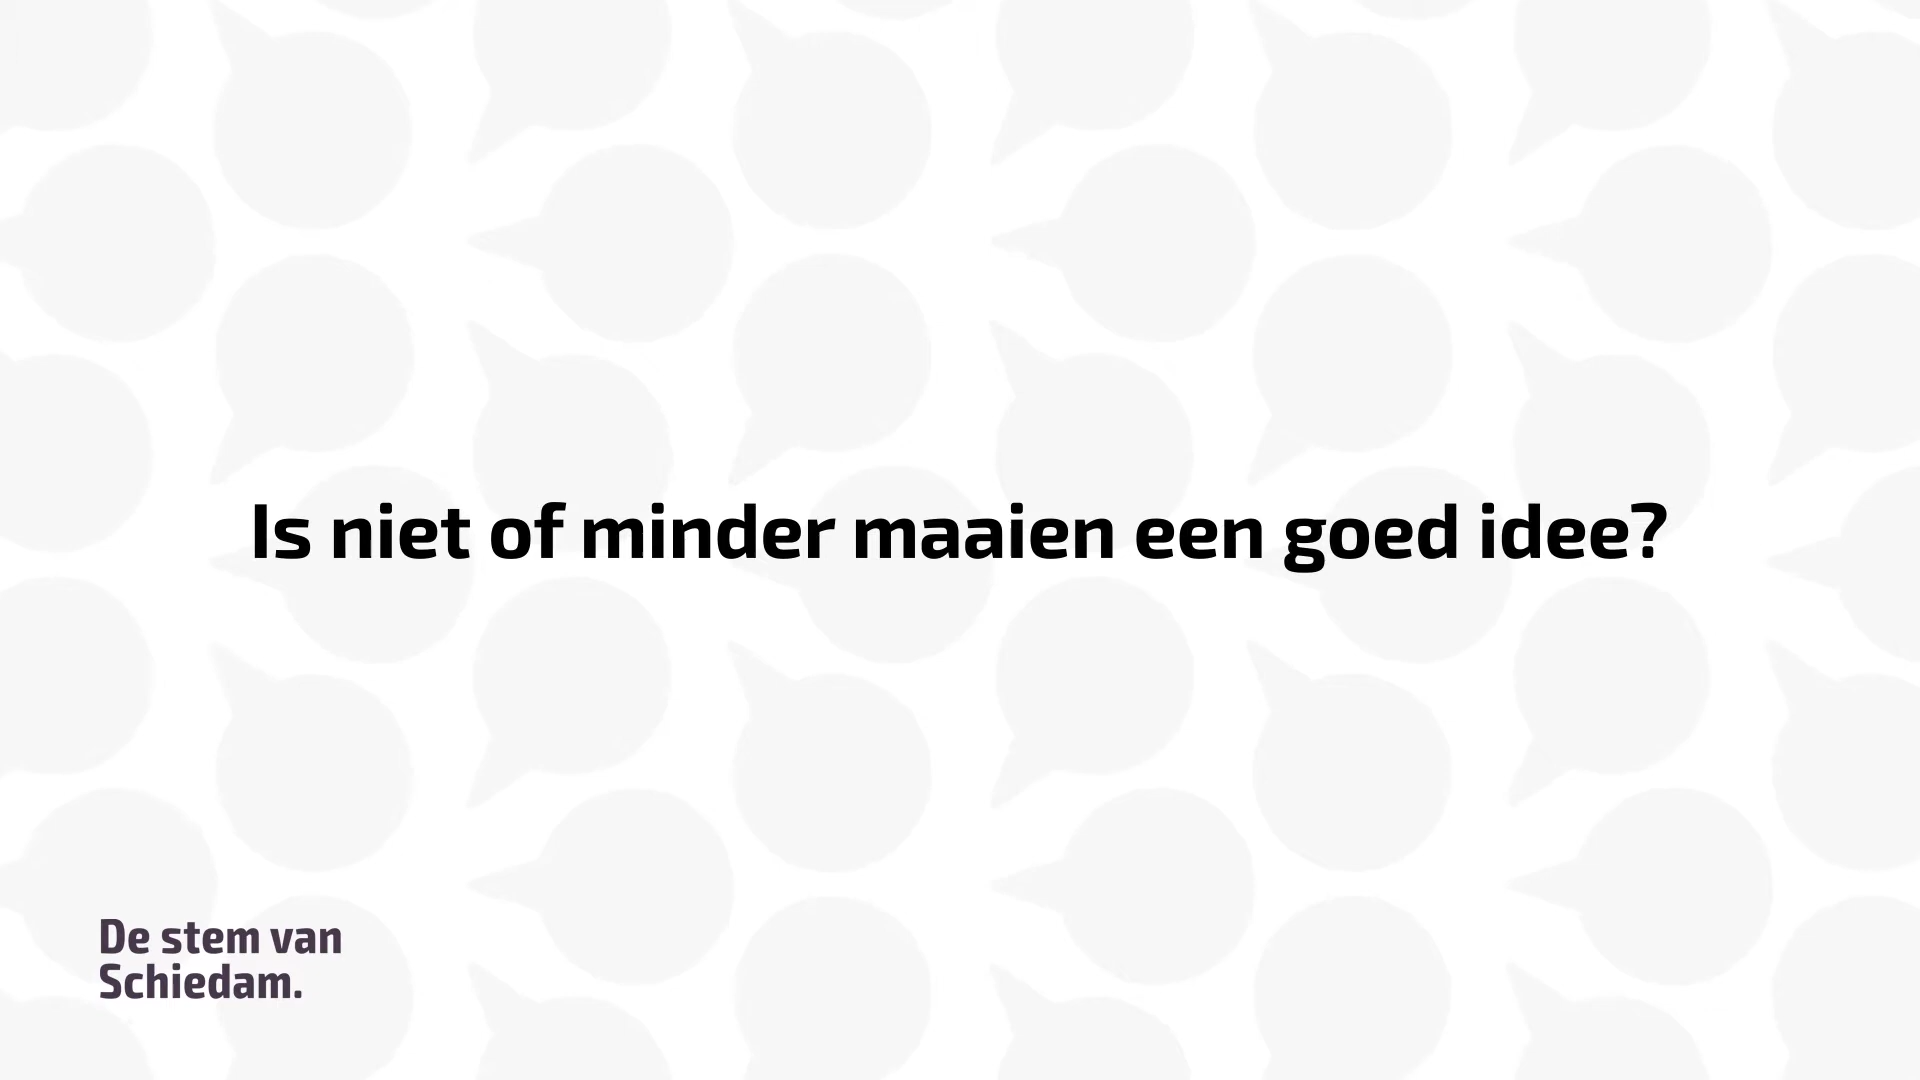 Is niet of minder maaien een goed idee?
De stem van
Schiedam.